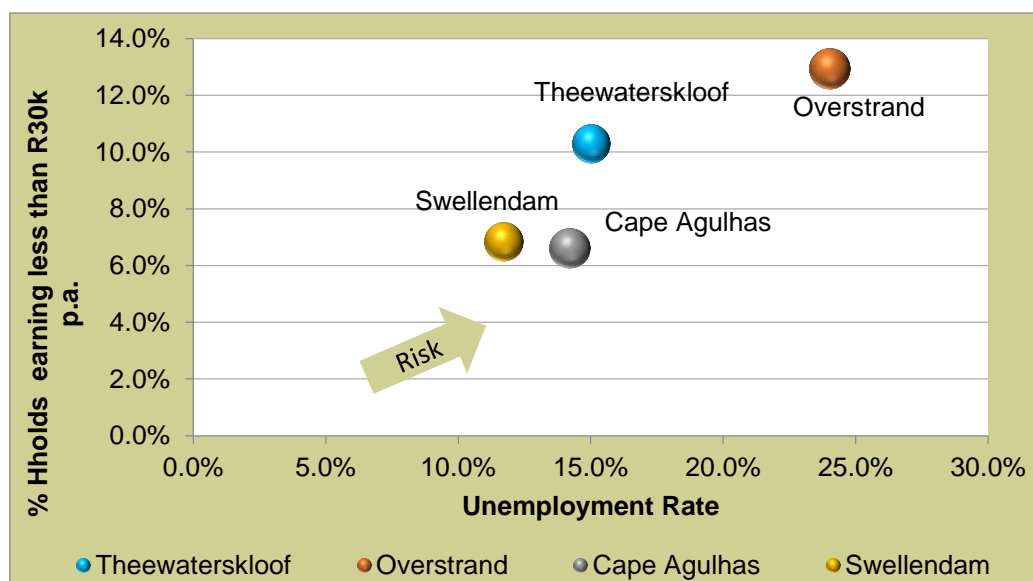 % Hholds  earning less than R30k
p.a.
14.0%
12.0%
10.0%
8.0%
6.0%
4.0%
2.0%
0.0%
Theewaterskloof
Overstrand
Swellendam
Cape Agulhas
Risk
0.0% 5.0% 10.0% 15.0% 20.0% 25.0% 30.0%
Unemployment Rate
Theewaterskloof Overstrand Cape Agulhas Swellendam